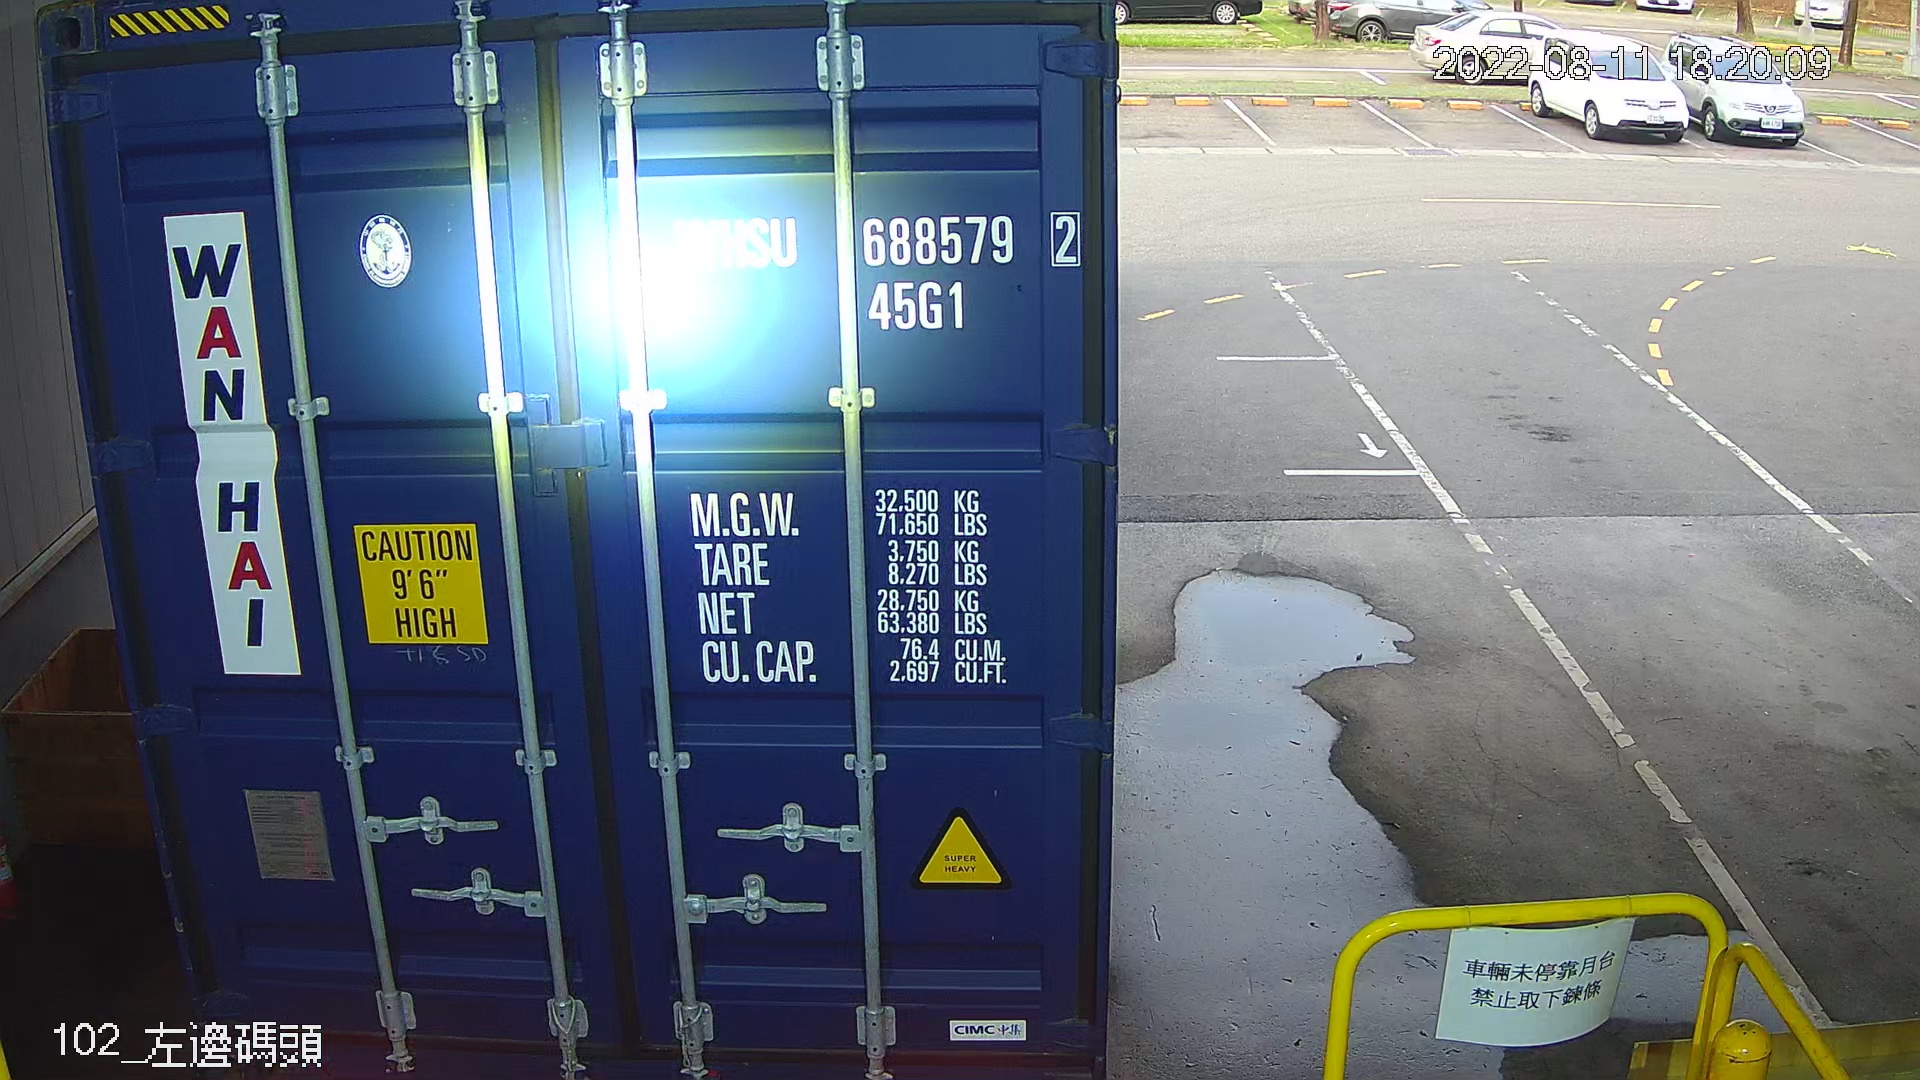 2022-08-11 18:20:09
WAN HAI
WHSU 688579 2
45G1
CAUTION
9' 6"
HIGH
M.G.W. 32,500 KG
71,650 LBS
TARE 3,750 KG
8,270 LBS
NET 28,750 KG
63,380 LBS
CU. CAP. 76.4 CU.M.
2,697 CU.FT.
SUPER
HEAVY
CIMC 中集
車輛未停靠月台
禁止取下鍊條
102_左邊碼頭